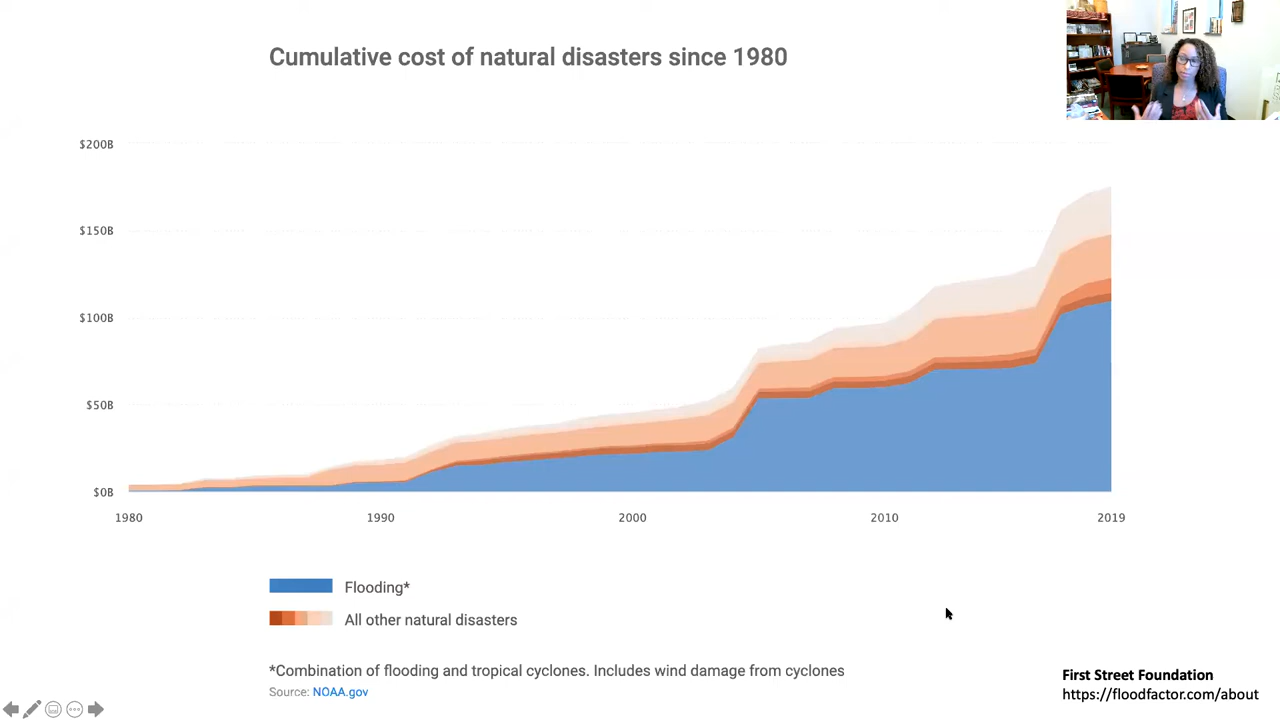 Cumulative cost of natural disasters since 1980
$200B
$150B
$100B
$50B
$0B
1980
1990
2000
2010
2019
Flooding*
All other natural disasters
*Combination of flooding and tropical cyclones. Includes wind damage from cyclones
Source: NOAA.gov
First Street Foundation
https://floodfactor.com/about